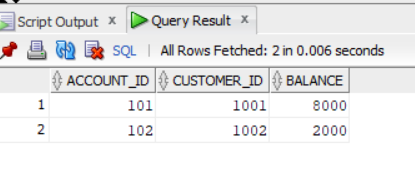 Script Output x Query Result x
SQL | All Rows Fetched: 2 in 0.006 seconds
ACCOUNT_ID CUSTOMER_ID BALANCE
1 101 1001 8000
2 102 1002 2000